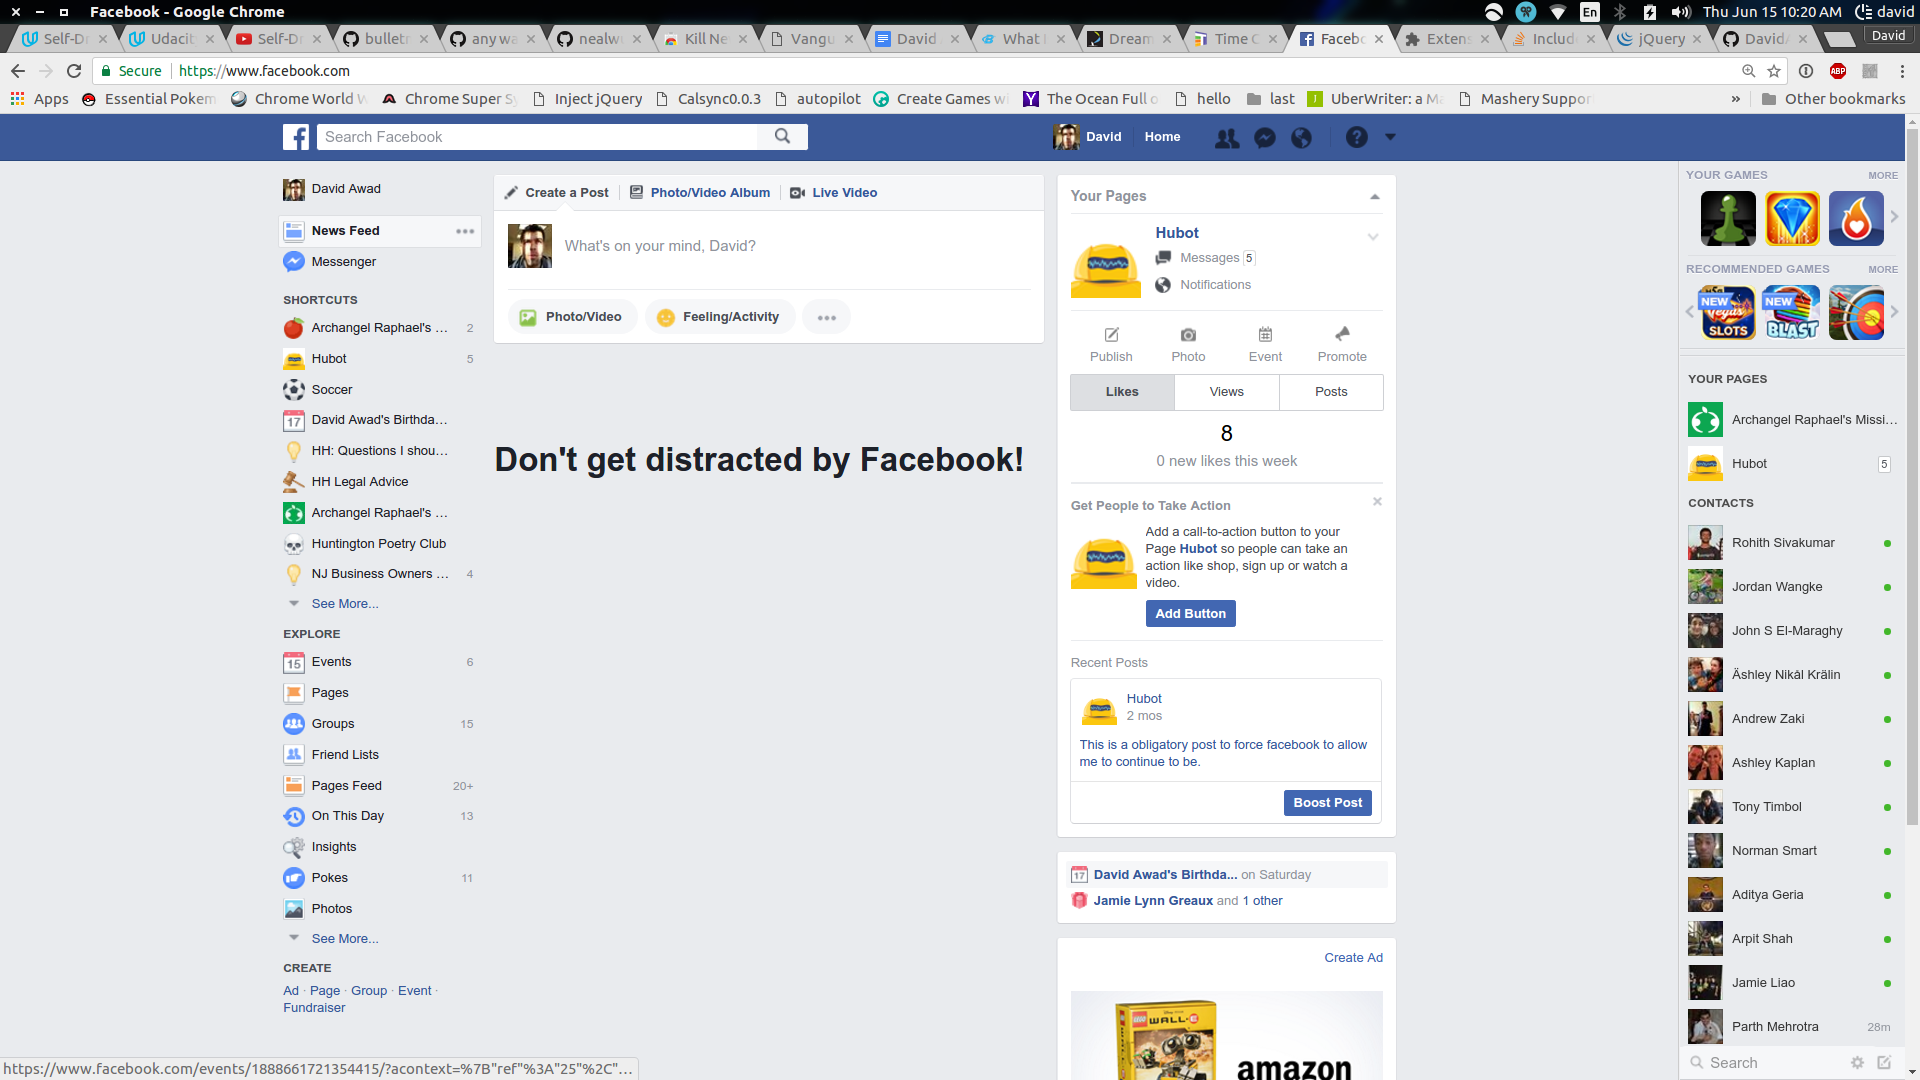 Facebook - Google Chrome
En
Thu Jun 15 10:20 AM
david
Self-Dr
Udacit
Self-Dr
bulletr
any wa
nealwu
Kill Ne
Vangu
David
What I
Dream
Time C
Facebo
Extens
Includ
jQuery
David
David
Secure
https://www.facebook.com
ABP
Apps
Essential Pokem
Chrome World W
Chrome Super Sy
Inject jQuery
Calsync0.0.3
autopilot
Create Games w
The Ocean Full o
hello
last
UberWriter: a Ma
Mashery Suppor
»
Other bookmarks
Search Facebook
David
Home
David Awad
News Feed
Messenger
SHORTCUTS
Archangel Raphael's ... 2
Hubot 5
Soccer
17 David Awad's Birthda...
HH: Questions I shou...
HH Legal Advice
Archangel Raphael's ...
Huntington Poetry Club
NJ Business Owners ... 4
See More...
EXPLORE
15 Events 6
Pages
Groups 15
Friend Lists
Pages Feed 20+
On This Day 13
Insights
Pokes 11
Photos
See More...
CREATE
Ad · Page · Group · Event ·
Fundraiser
Create a Post
Photo/Video Album
Live Video
What's on your mind, David?
Photo/Video
Feeling/Activity
Don't get distracted by Facebook!
Your Pages
Hubot
Messages 5
Notifications
Publish
Photo
Event
Promote
Likes
Views
Posts
8
0 new likes this week
Get People to Take Action
Add a call-to-action button to your
Page Hubot so people can take an
action like shop, sign up or watch a
video.
Add Button
Recent Posts
Hubot
2 mos
This is a obligatory post to force facebook to allow
me to continue to be.
Boost Post
17 David Awad's Birthda... on Saturday
Jamie Lynn Greaux and 1 other
Create Ad
LEGO
WALL-E
amazon
YOUR GAMES
MORE
RECOMMENDED GAMES
MORE
NEW
Vegas
SLOTS
NEW
BLAST
YOUR PAGES
Archangel Raphael's Missi...
Hubot 5
CONTACTS
Rohith Sivakumar
Jordan Wangke
John S El-Maraghy
Äshley Nikâl Krälin
Andrew Zaki
Ashley Kaplan
Tony Timbol
Norman Smart
Aditya Geria
Arpit Shah
Jamie Liao
Parth Mehrotra 28m
Search
https://www.facebook.com/events/1888661721354415/?acontext=%7B"ref"%3A"25"%2C"...